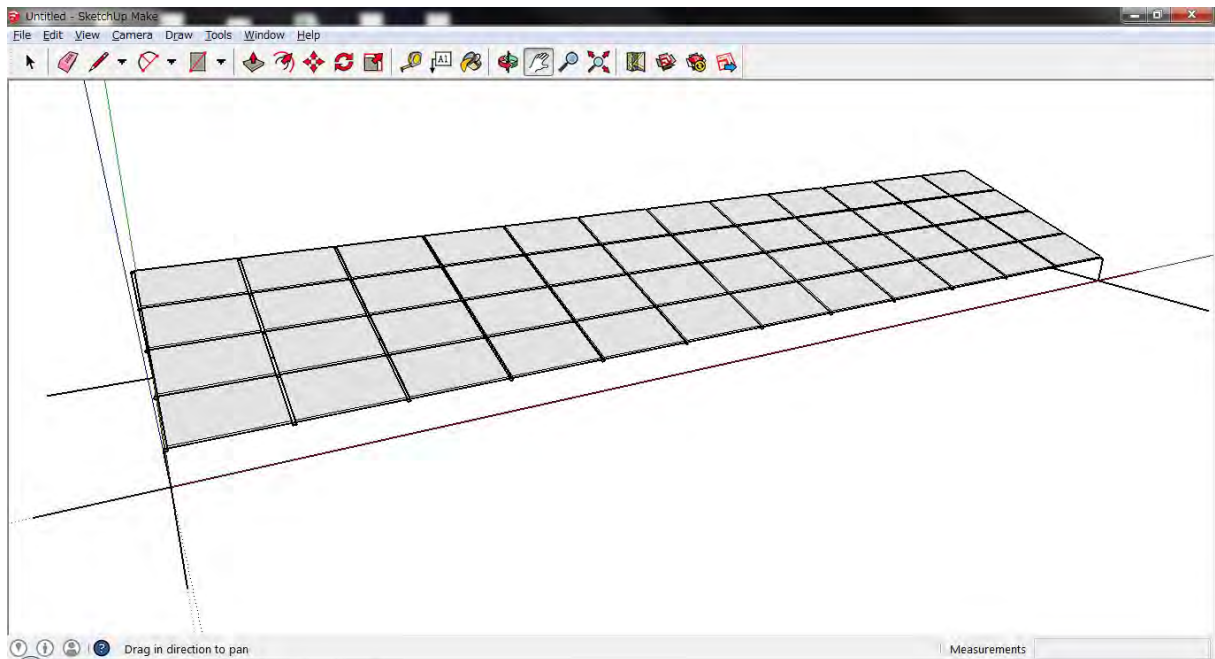 Untitled - SketchUp Make
File Edit View Camera Draw Tools Window Help
A1
Drag in direction to pan
Measurements